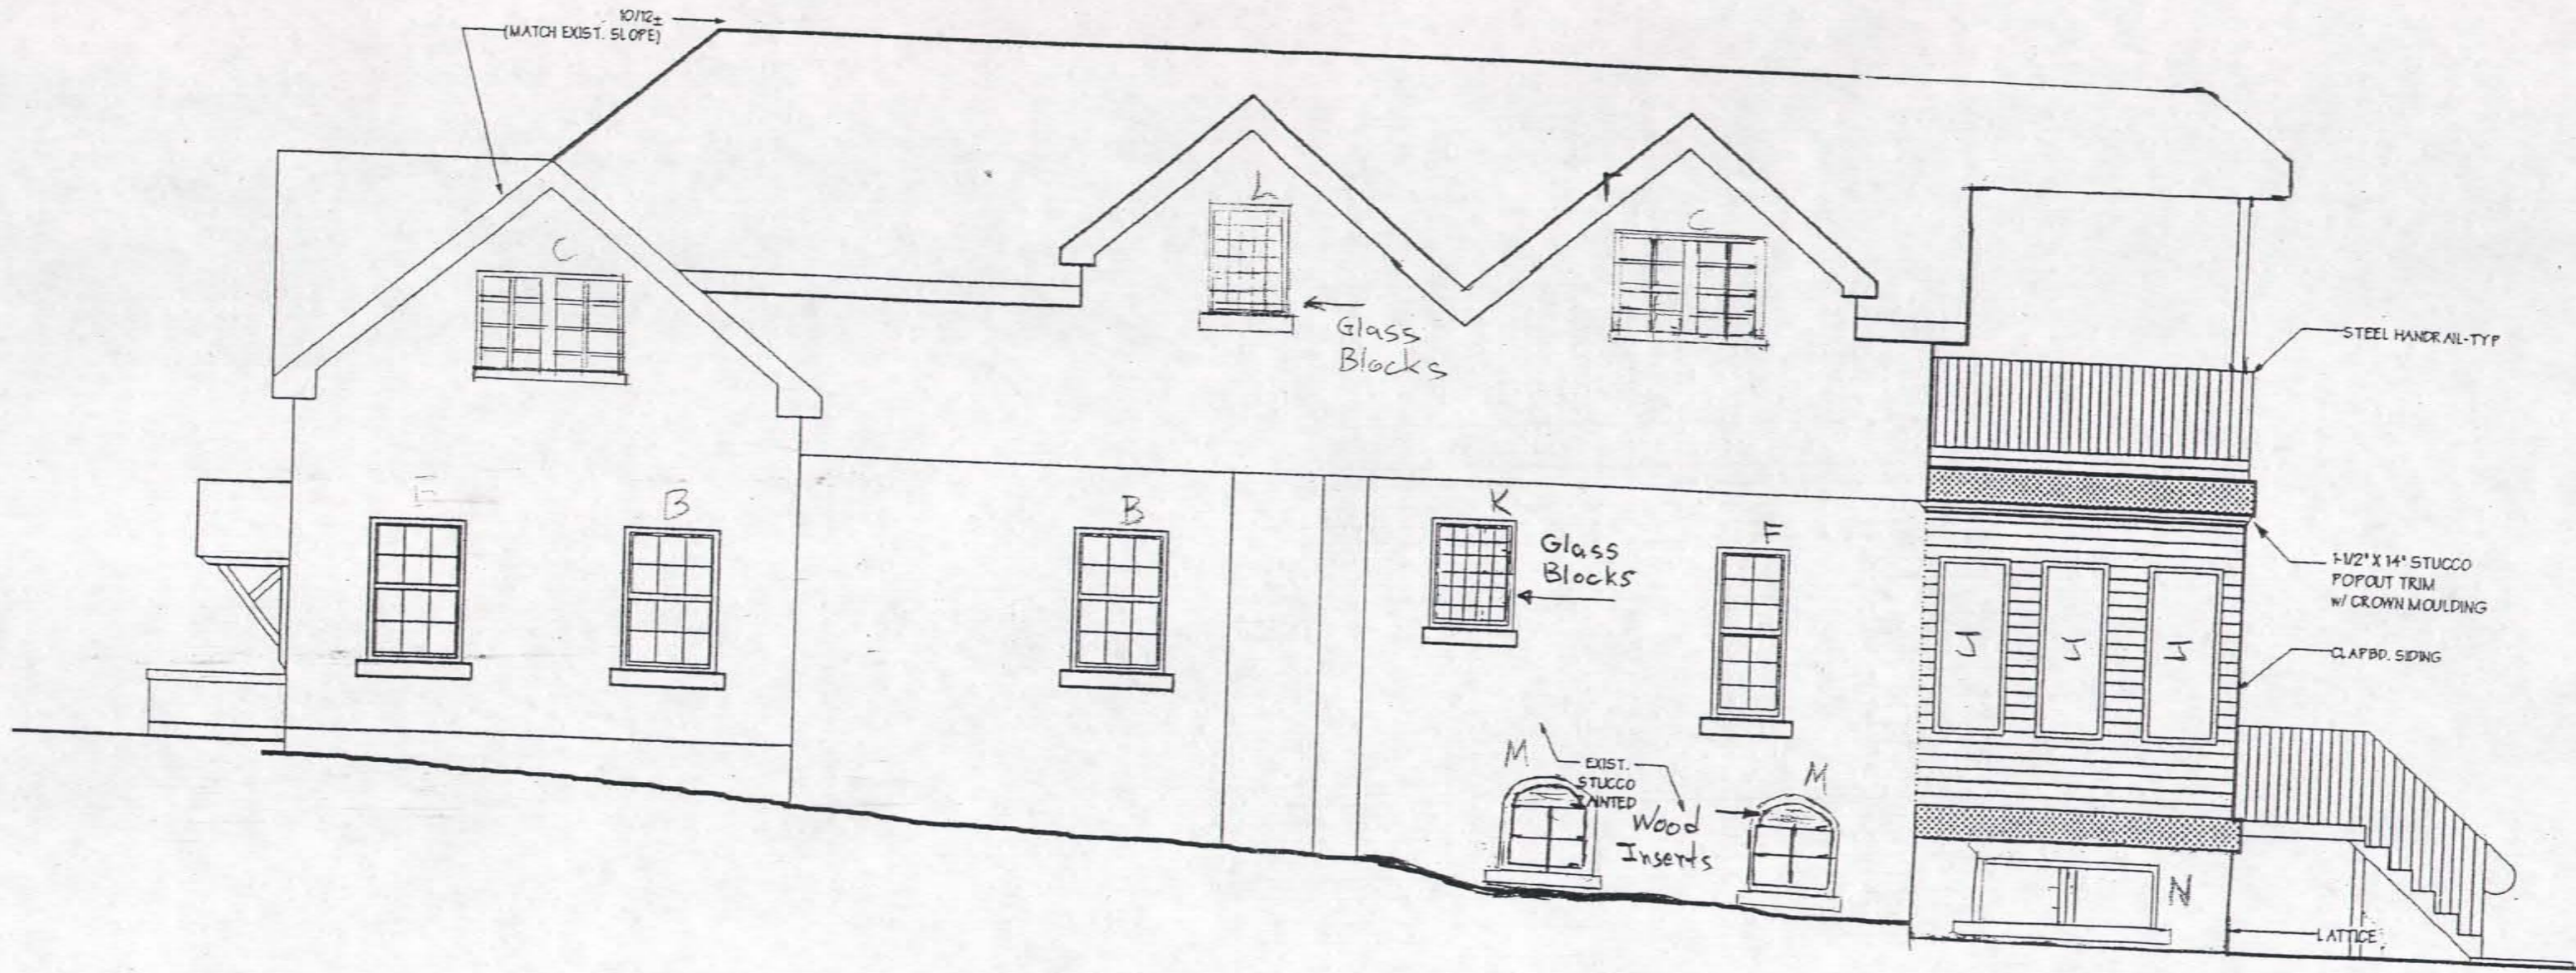 10/12±
(MATCH EXIST. SLOPE)
L
C
C
Glass
Blocks
STEEL HANDRAIL-TYP
B
B
K
F
Glass
Blocks
1-1/2" X 14" STUCCO
POPOUT TRIM
w/ CROWN MOULDING
CLAPBD. SIDING
J
J
J
M
EXIST.
STUCCO
PAINTED
M
Wood
Inserts
N
LATTICE